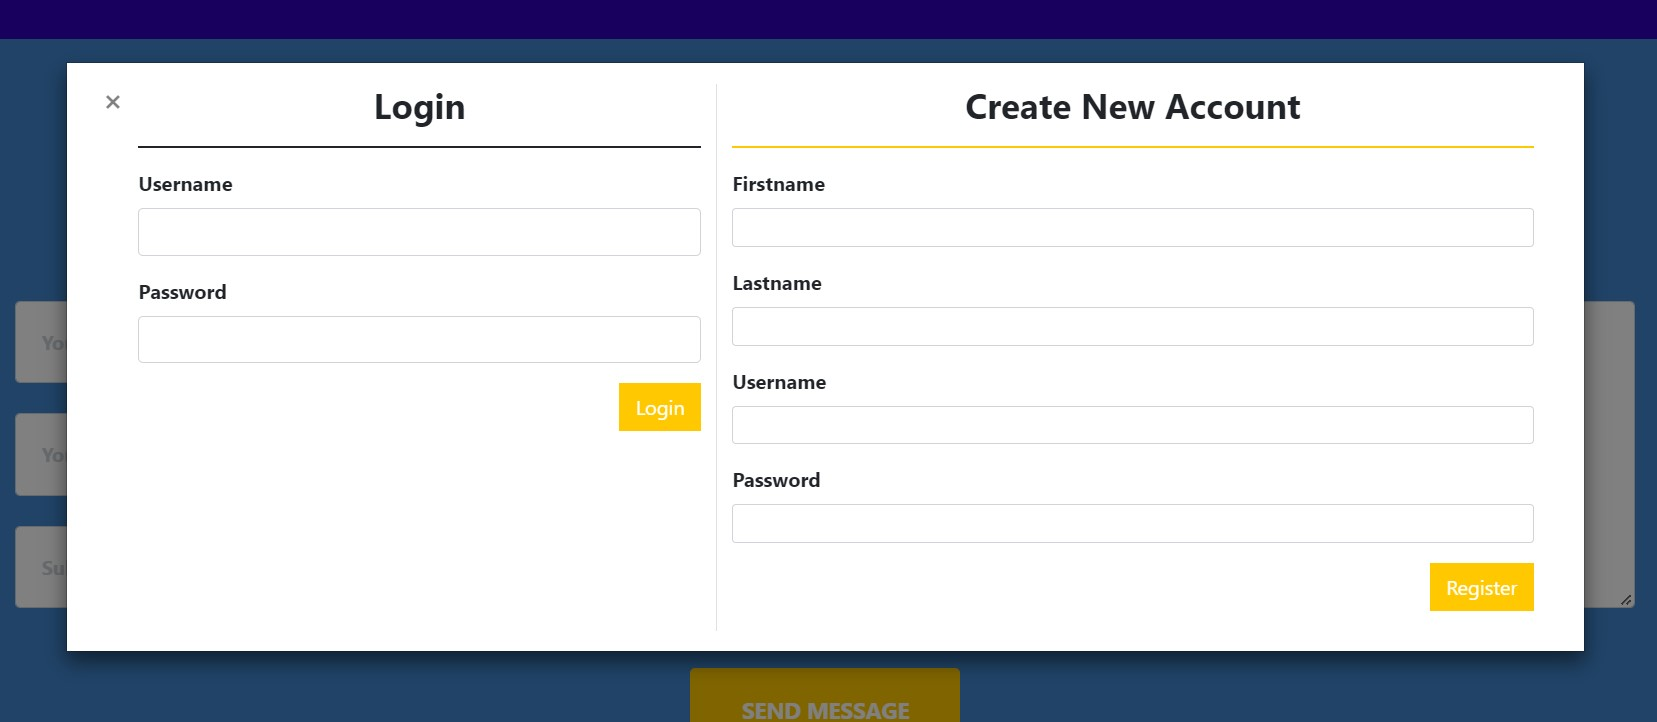 ×
Login
Username
Password
Login
Create New Account
Firstname
Lastname
Username
Password
Register
SEND MESSAGE